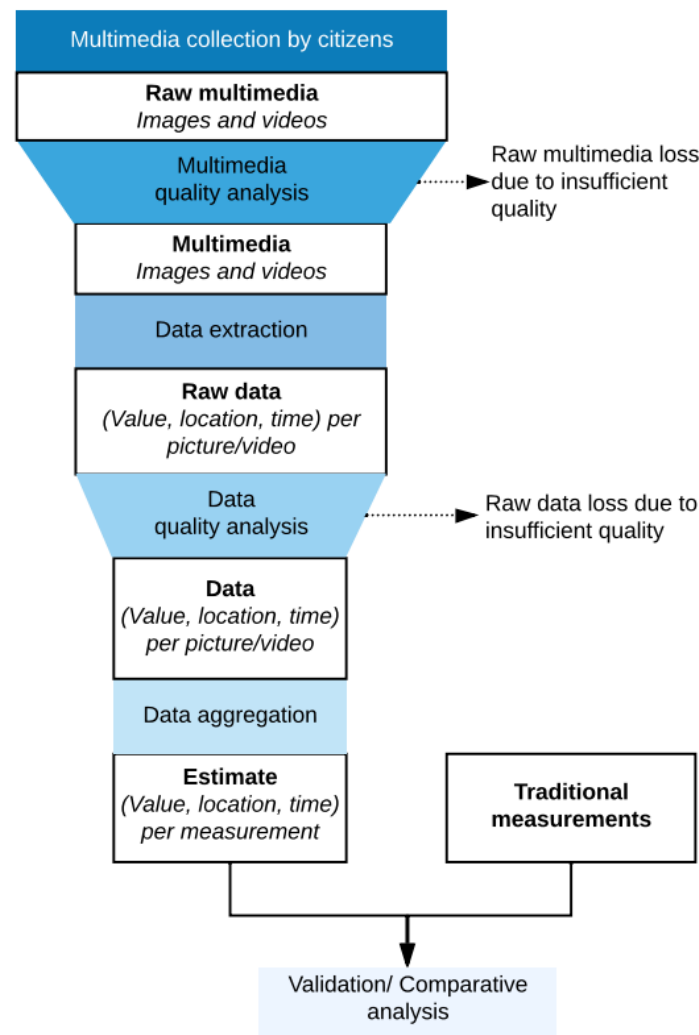 Multimedia collection by citizens
Raw multimedia
Images and videos
Multimedia
quality analysis
Raw multimedia loss
due to insufficient
quality
Multimedia
Images and videos
Data extraction
Raw data
(Value, location, time) per
picture/video
Data
quality analysis
Raw data loss due to
insufficient quality
Data
(Value, location, time)
per picture/video
Data aggregation
Estimate
(Value, location, time)
per measurement
Traditional
measurements
Validation/ Comparative
analysis